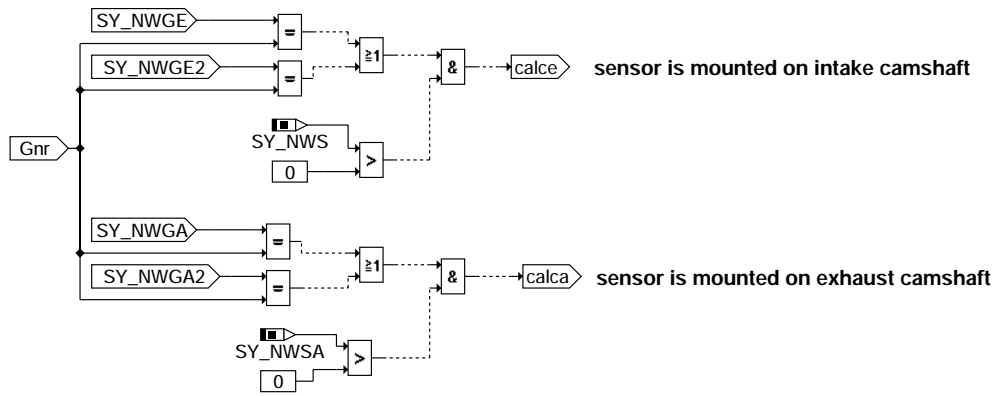 SY_NWGE
=
SY_NWGE2
=
≧1
&
calce
sensor is mounted on intake camshaft
SY_NWS
0
>
Gnr
SY_NWGA
=
SY_NWGA2
=
≧1
&
calca
sensor is mounted on exhaust camshaft
SY_NWSA
0
>